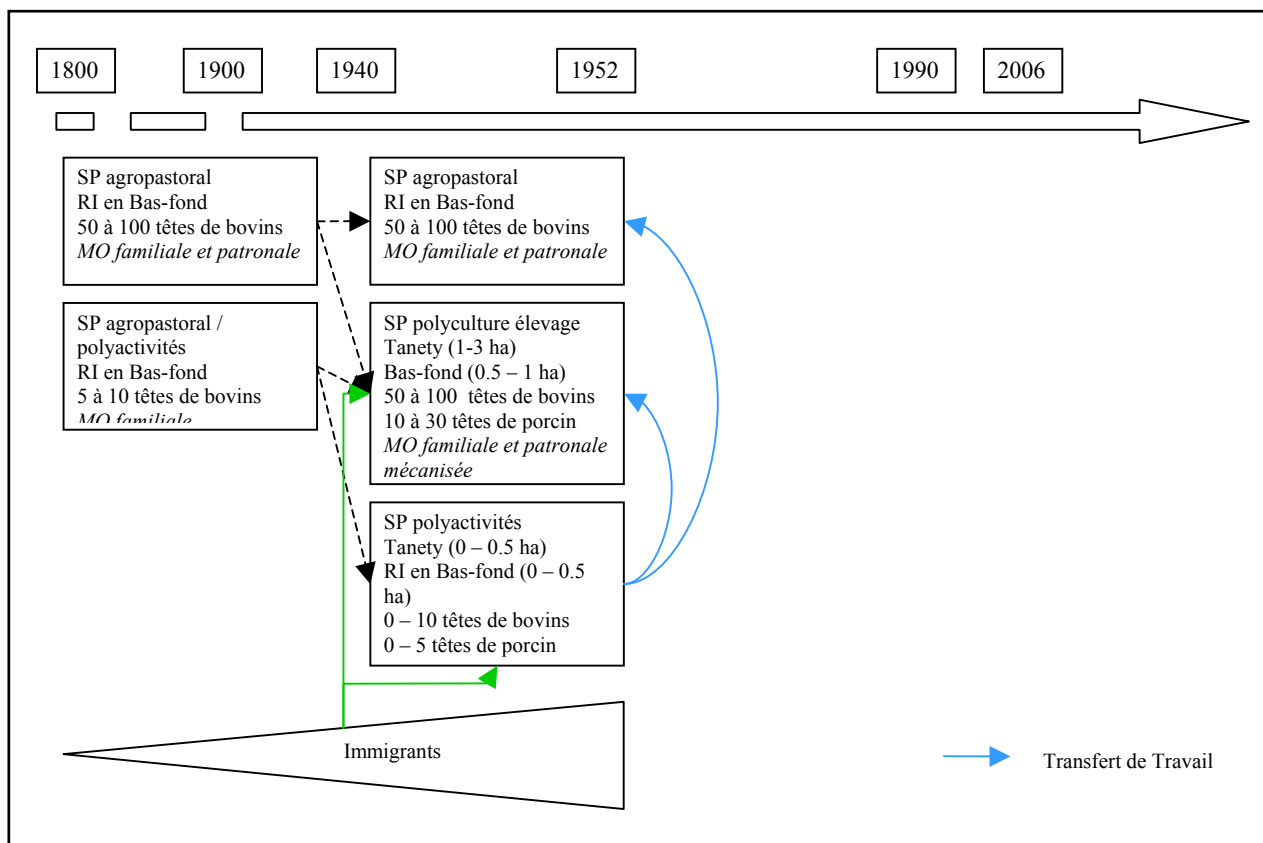 1800
1900
1940
1952
1990
2006
SP agropastoral
RI en Bas-fond
50 à 100 têtes de bovins
MO familiale et patronale
SP agropastoral /
polyactivités
RI en Bas-fond
5 à 10 têtes de bovins
MO familiale
SP agropastoral
RI en Bas-fond
50 à 100 têtes de bovins
MO familiale et patronale
SP polyculture élevage
Tanety (1-3 ha)
Bas-fond (0.5 – 1 ha)
50 à 100 têtes de bovins
10 à 30 têtes de porcin
MO familiale et patronale
mécanisée
SP polyactivités
Tanety (0 – 0.5 ha)
RI en Bas-fond (0 – 0.5
ha)
0 – 10 têtes de bovins
0 – 5 têtes de porcin
Immigrants
Transfert de Travail